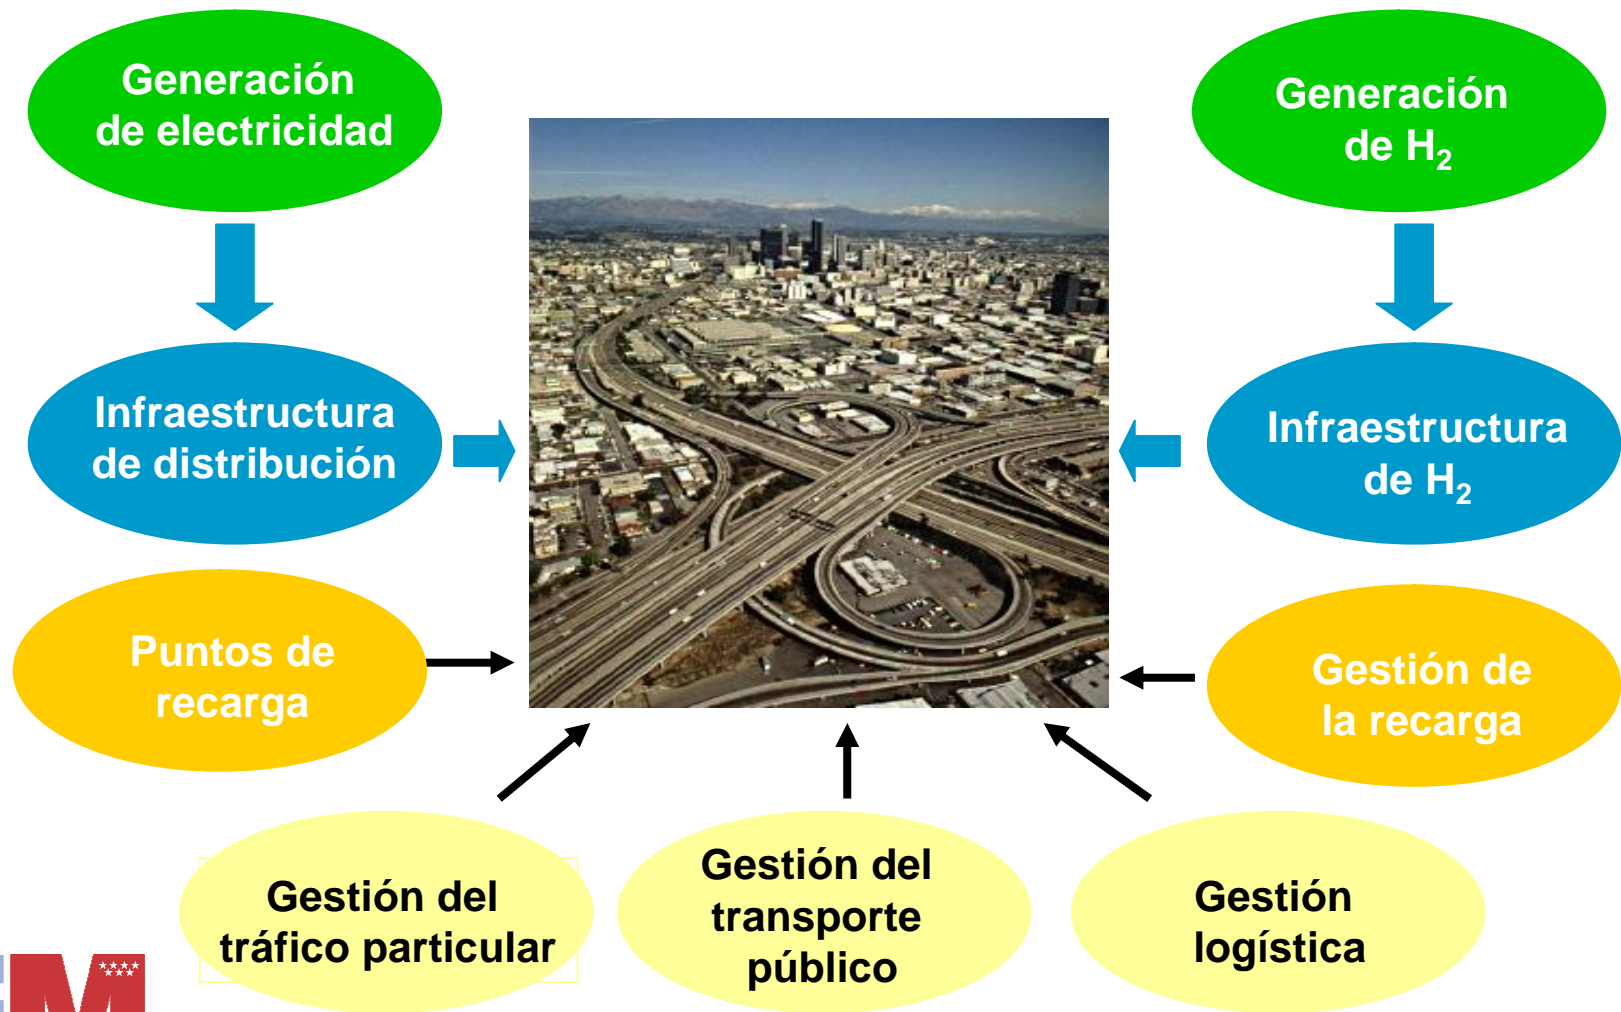 Generación
de electricidad
Generación
de H₂
Infraestructura
de distribución
Infraestructura
de H₂
Puntos de
recarga
Gestión de
la recarga
Gestión del
tráfico particular
Gestión del
transporte
público
Gestión
logística